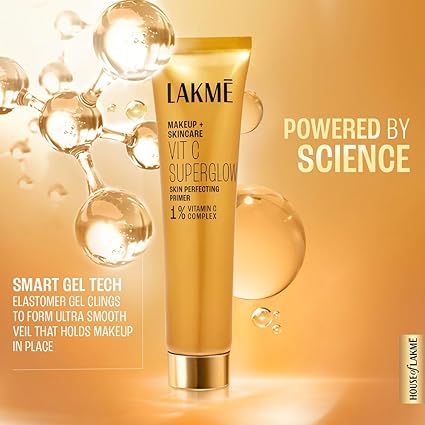 LAKMĒ
MAKEUP +
SKINCARE
VIT C
SUPERGLOW
SKIN PERFECTING
PRIMER
1% VITAMIN C
COMPLEX
POWERED BY
SCIENCE
SMART GEL TECH
ELASTOMER GEL CLINGS
TO FORM ULTRA SMOOTH
VEIL THAT HOLDS MAKEUP
IN PLACE
HOUSE of LAKMĒ